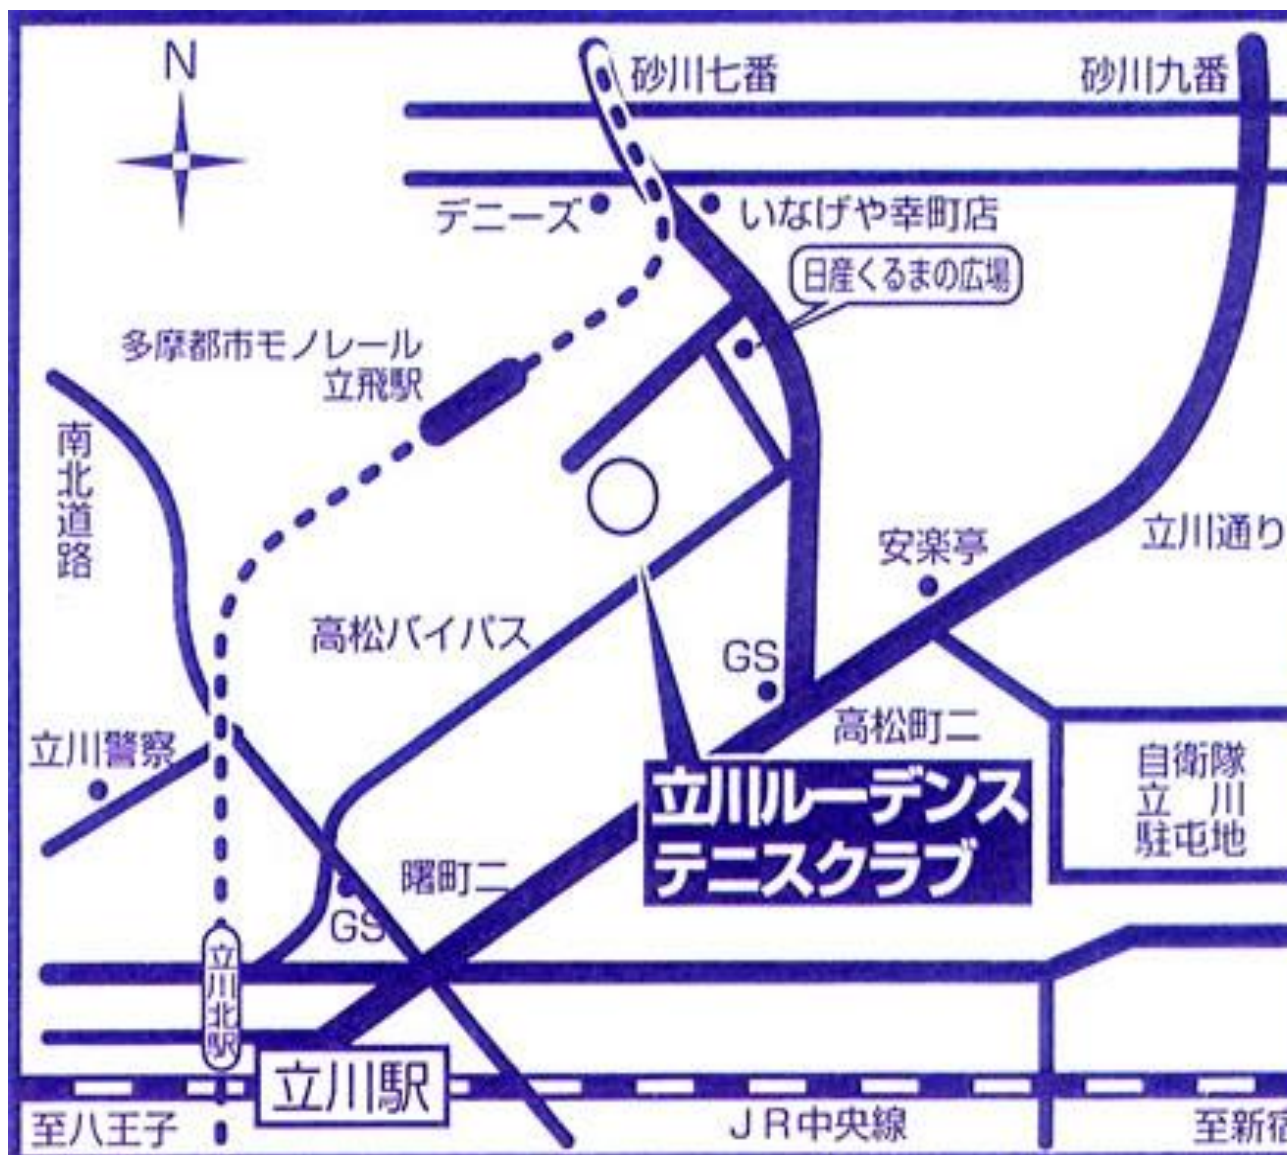 N
砂川七番
砂川九番
デニーズ
いなげや幸町店
日産くるまの広場
多摩都市モノレール
立飛駅
南北道路
安楽亭
立川通り
高松バイパス
GS
高松町二
立川警察
自衛隊
立川
駐屯地
立川ルーデンス
テニスクラブ
曙町二
GS
立川北駅
立川駅
至八王子
JR中央線
至新宿